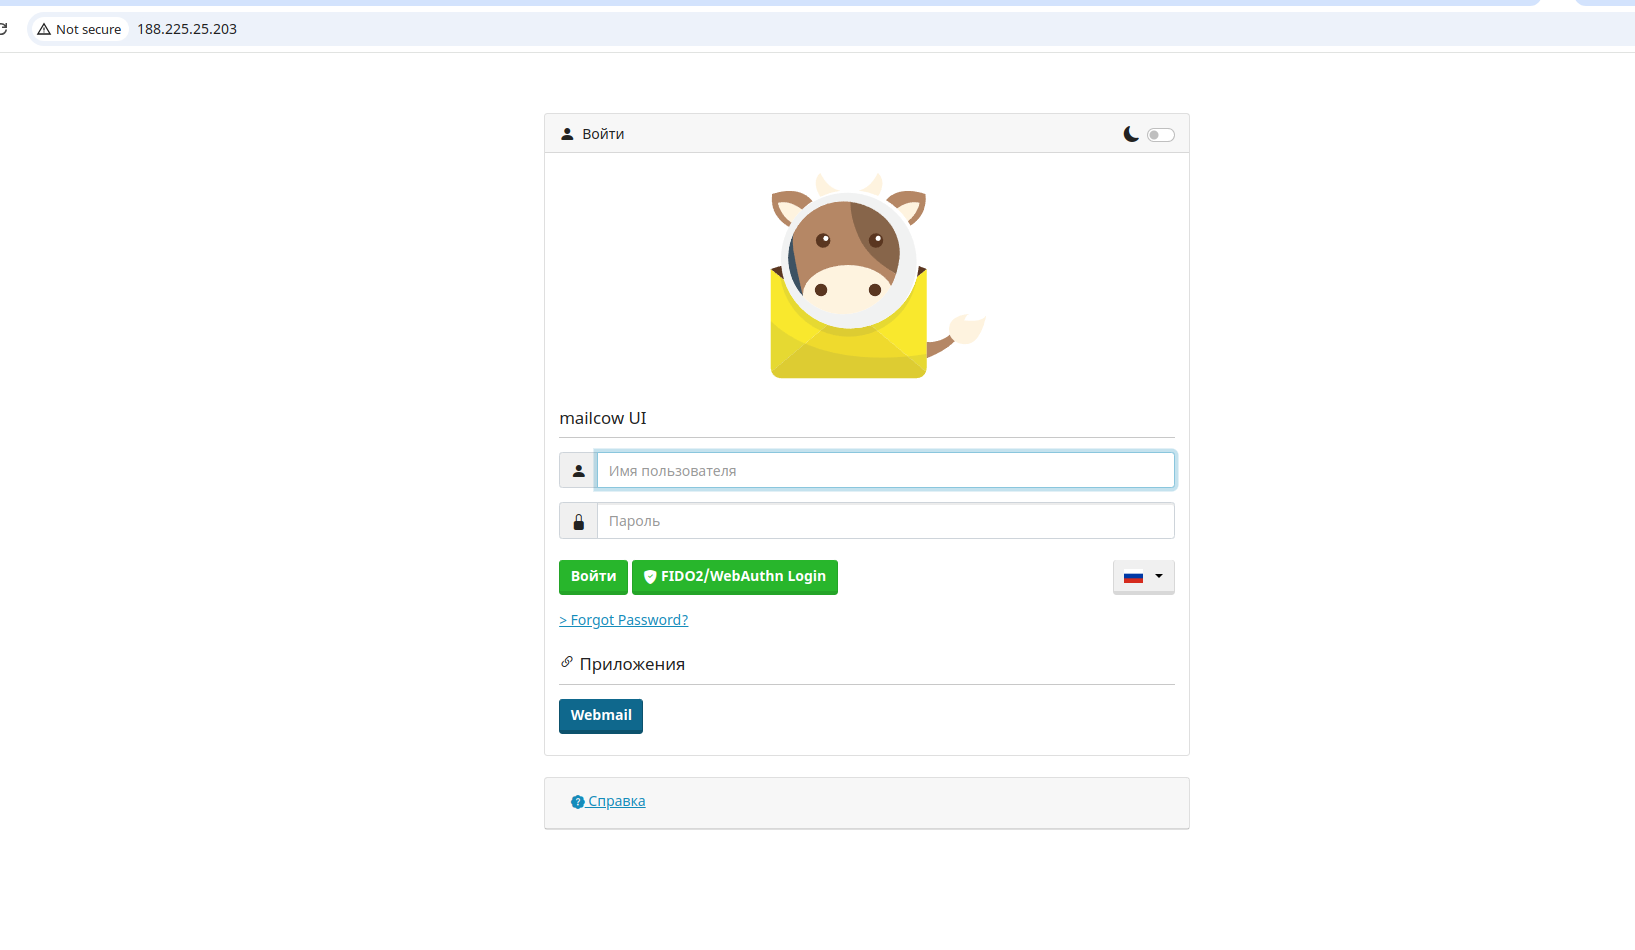 Not secure 188.225.25.203
Войти
mailcow UI
Имя пользователя
Пароль
Войти FIDO2/WebAuthn Login
> Forgot Password?
Приложения
Webmail
Справка